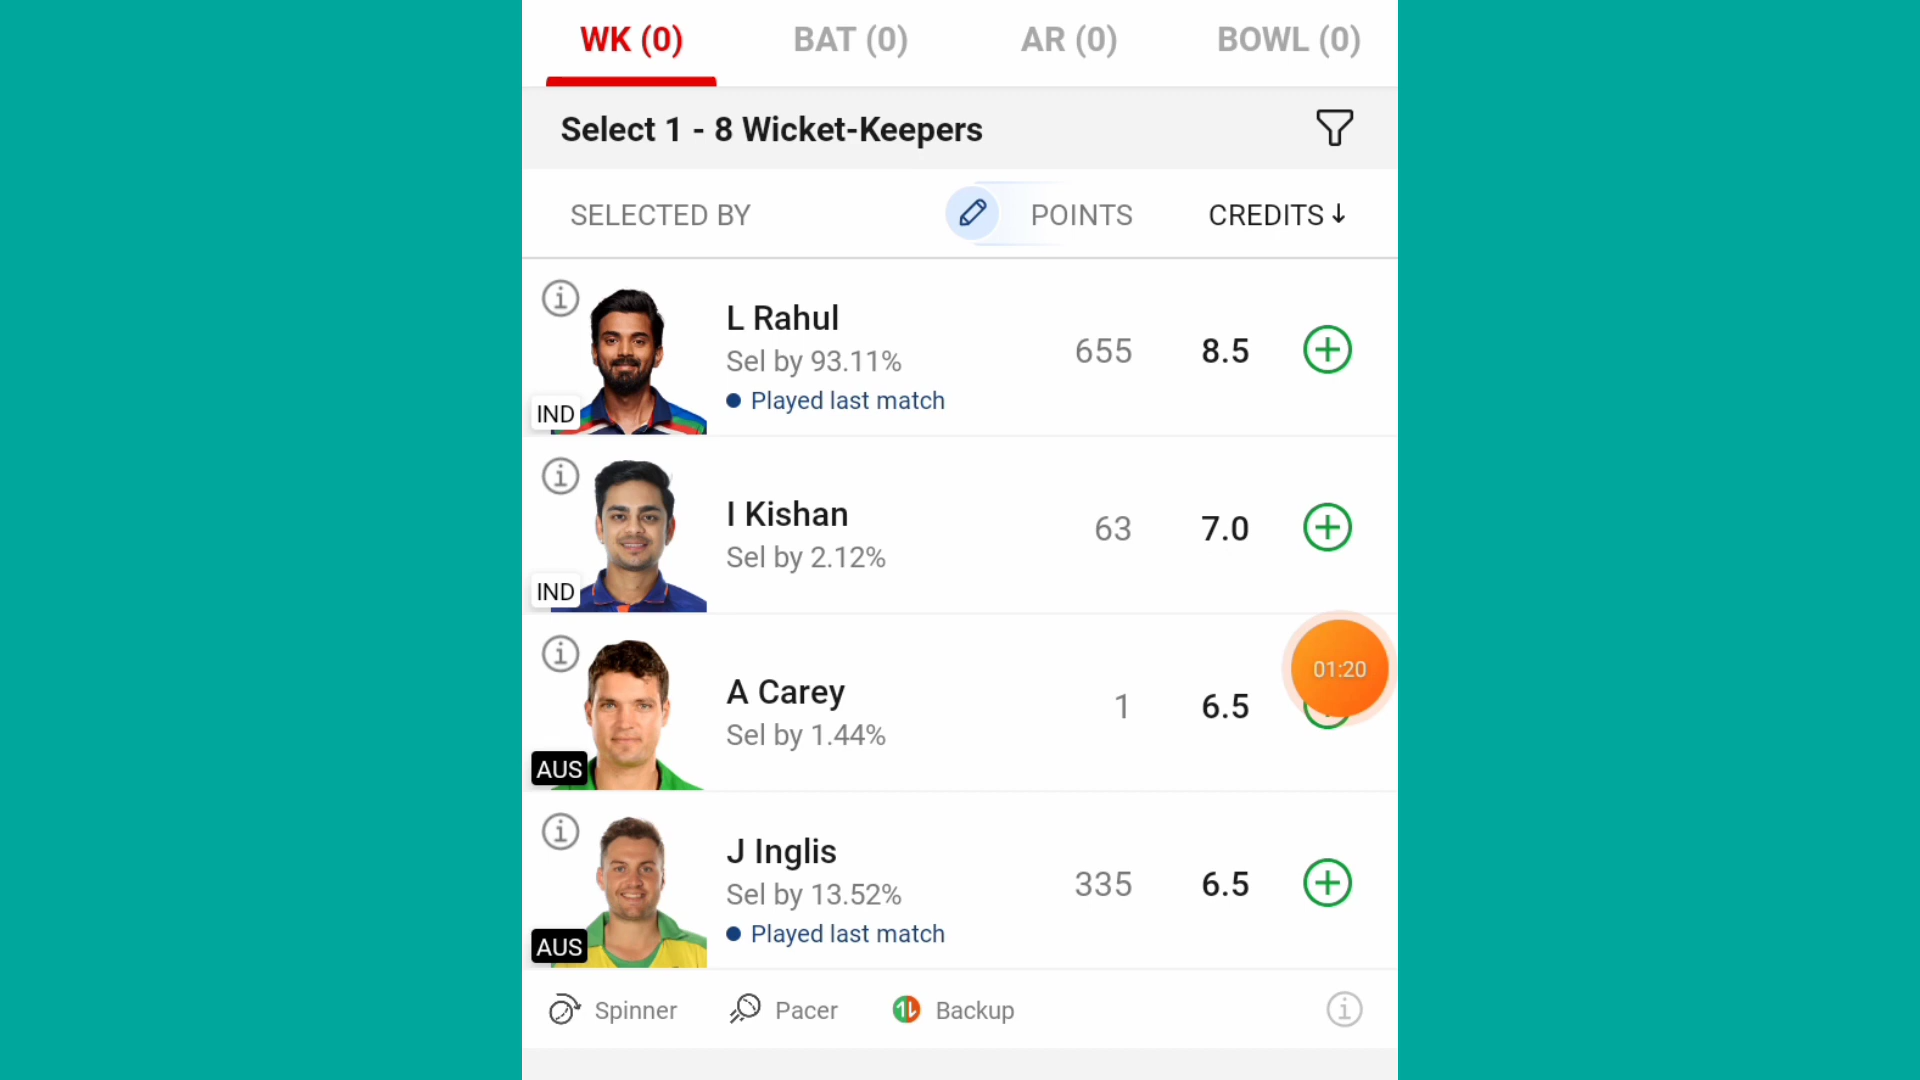 WK (0) BAT (0) AR (0) BOWL (0)
Select 1 - 8 Wicket-Keepers
SELECTED BY POINTS CREDITS↓
L Rahul
Sel by 93.11%
Played last match
655 8.5
IND
I Kishan
Sel by 2.12%
63 7.0
IND
A Carey
Sel by 1.44%
1 6.5
01:20
AUS
J Inglis
Sel by 13.52%
Played last match
335 6.5
AUS
Spinner Pacer Backup